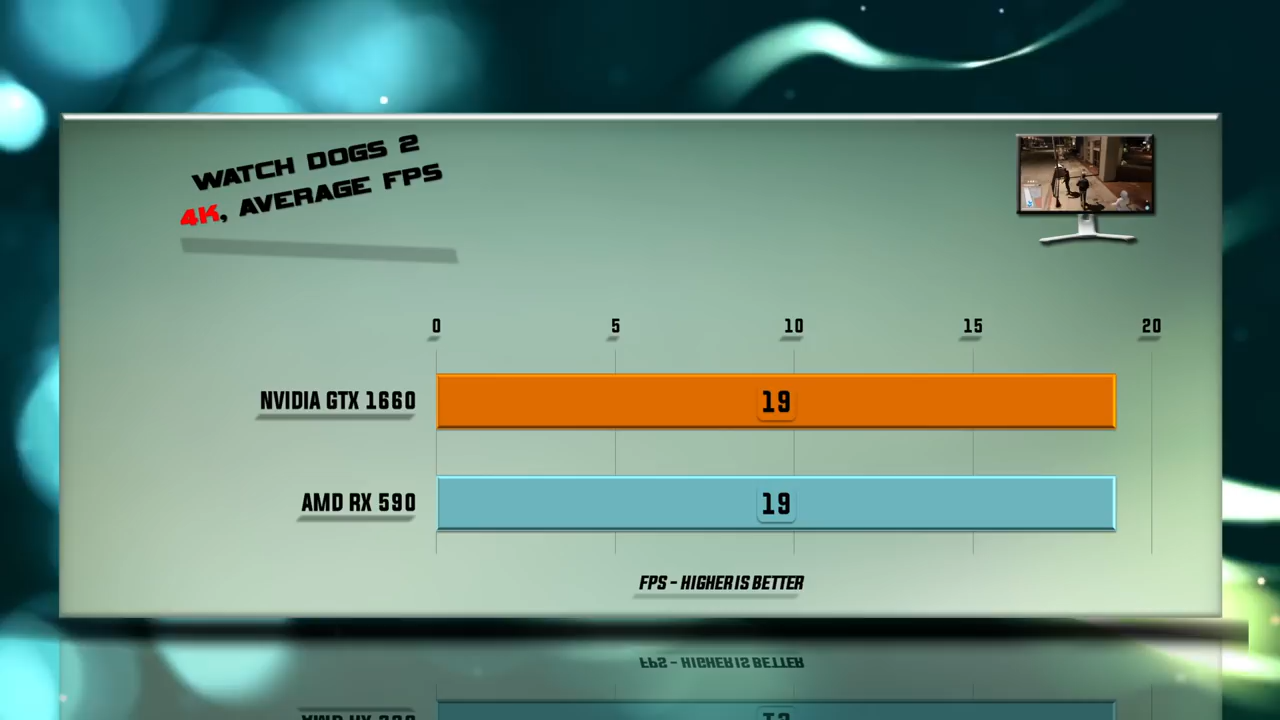 WATCH DOGS 2
4K, AVERAGE FPS
0 5 10 15 20
NVIDIA GTX 1660 19
AMD RX 590 19
FPS - HIGHER IS BETTER